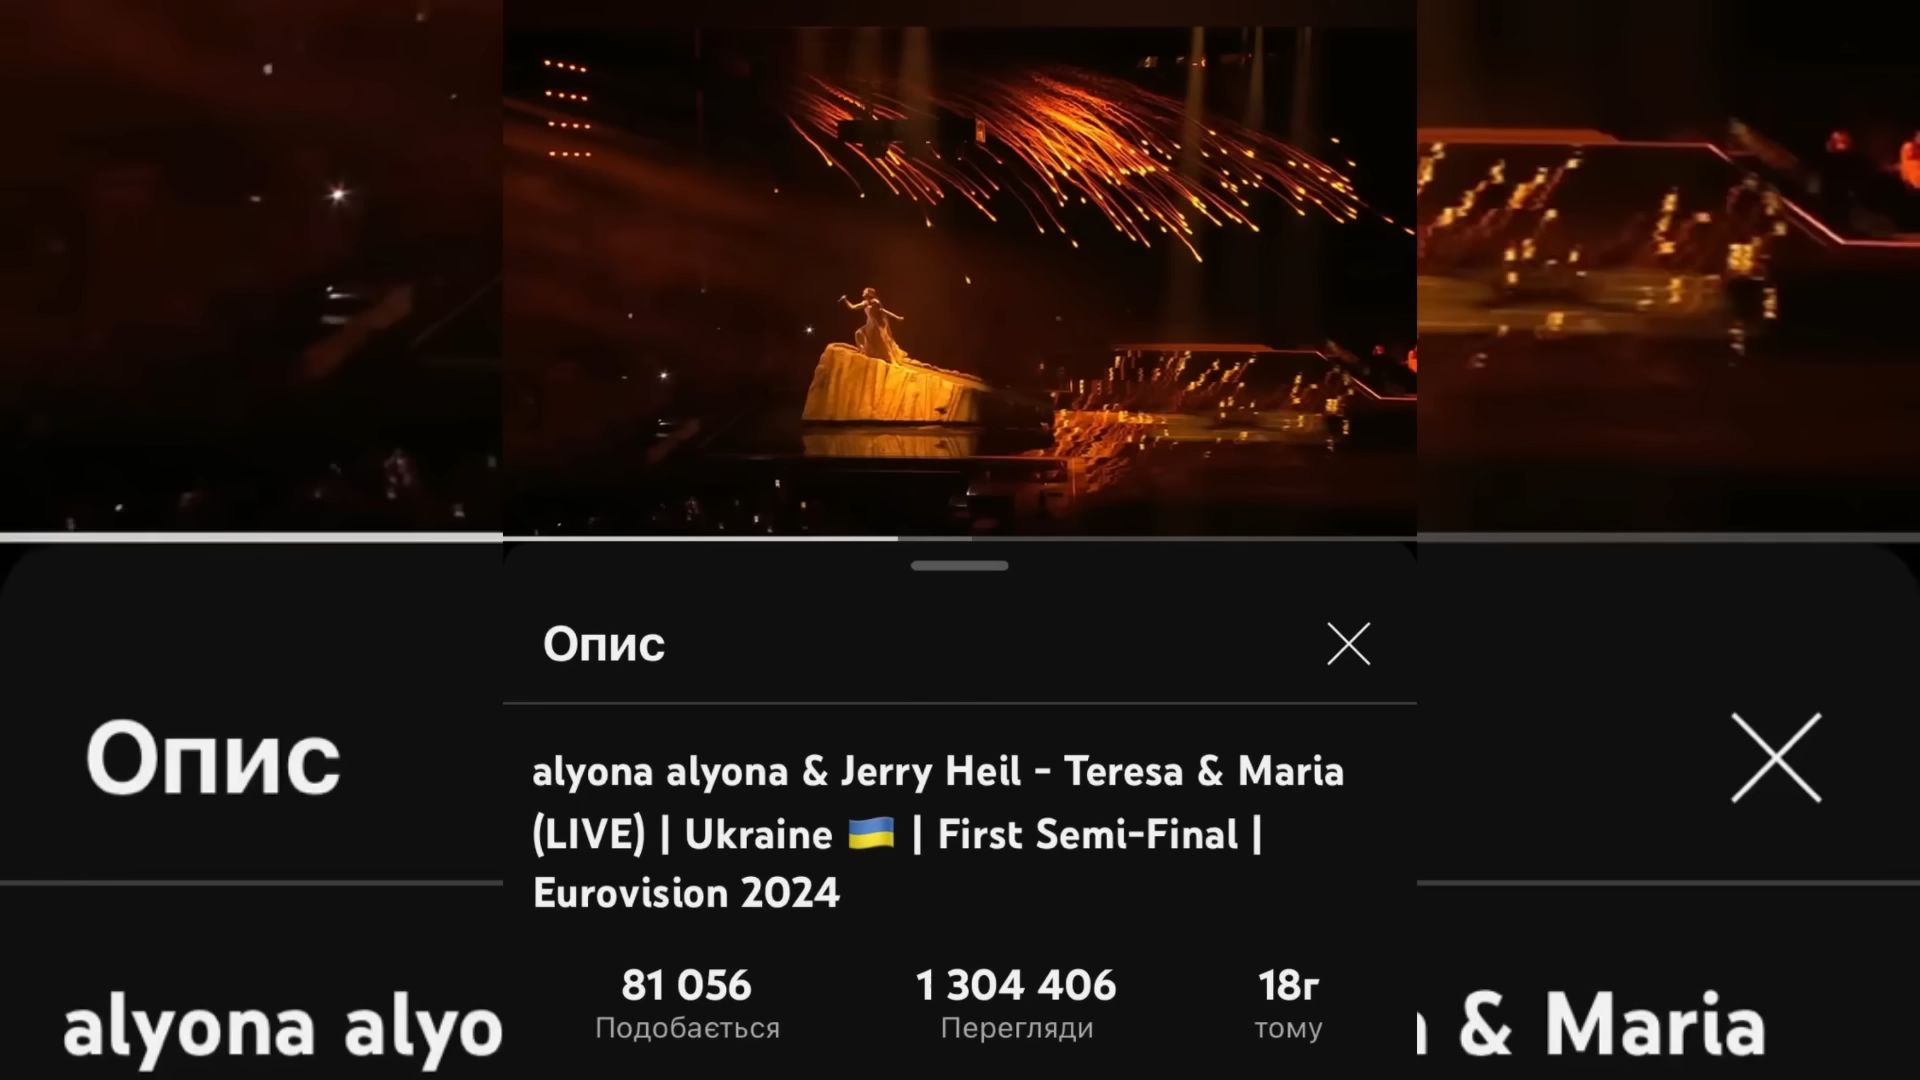 Опис
alyona alyona & Jerry Heil - Teresa & Maria
(LIVE) | Ukraine 🇺🇦 | First Semi-Final |
Eurovision 2024
81 056
Подобається
1 304 406
Перегляди
18г
тому
Опис
alyona alyo
& Maria